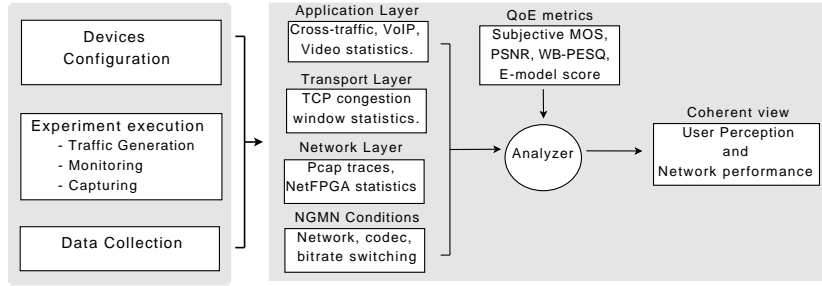 Devices
Configuration
Experiment execution
- Traffic Generation
- Monitoring
- Capturing
Data Collection
Application Layer
Cross-traffic, VoIP,
Video statistics.
Transport Layer
TCP congestion
window statistics.
Network Layer
Pcap traces,
NetFPGA statistics
NGMN Conditions
Network, codec,
bitrate switching
QoE metrics
Subjective MOS,
PSNR, WB-PESQ,
E-model score
Analyzer
Coherent view
User Perception
and
Network performance